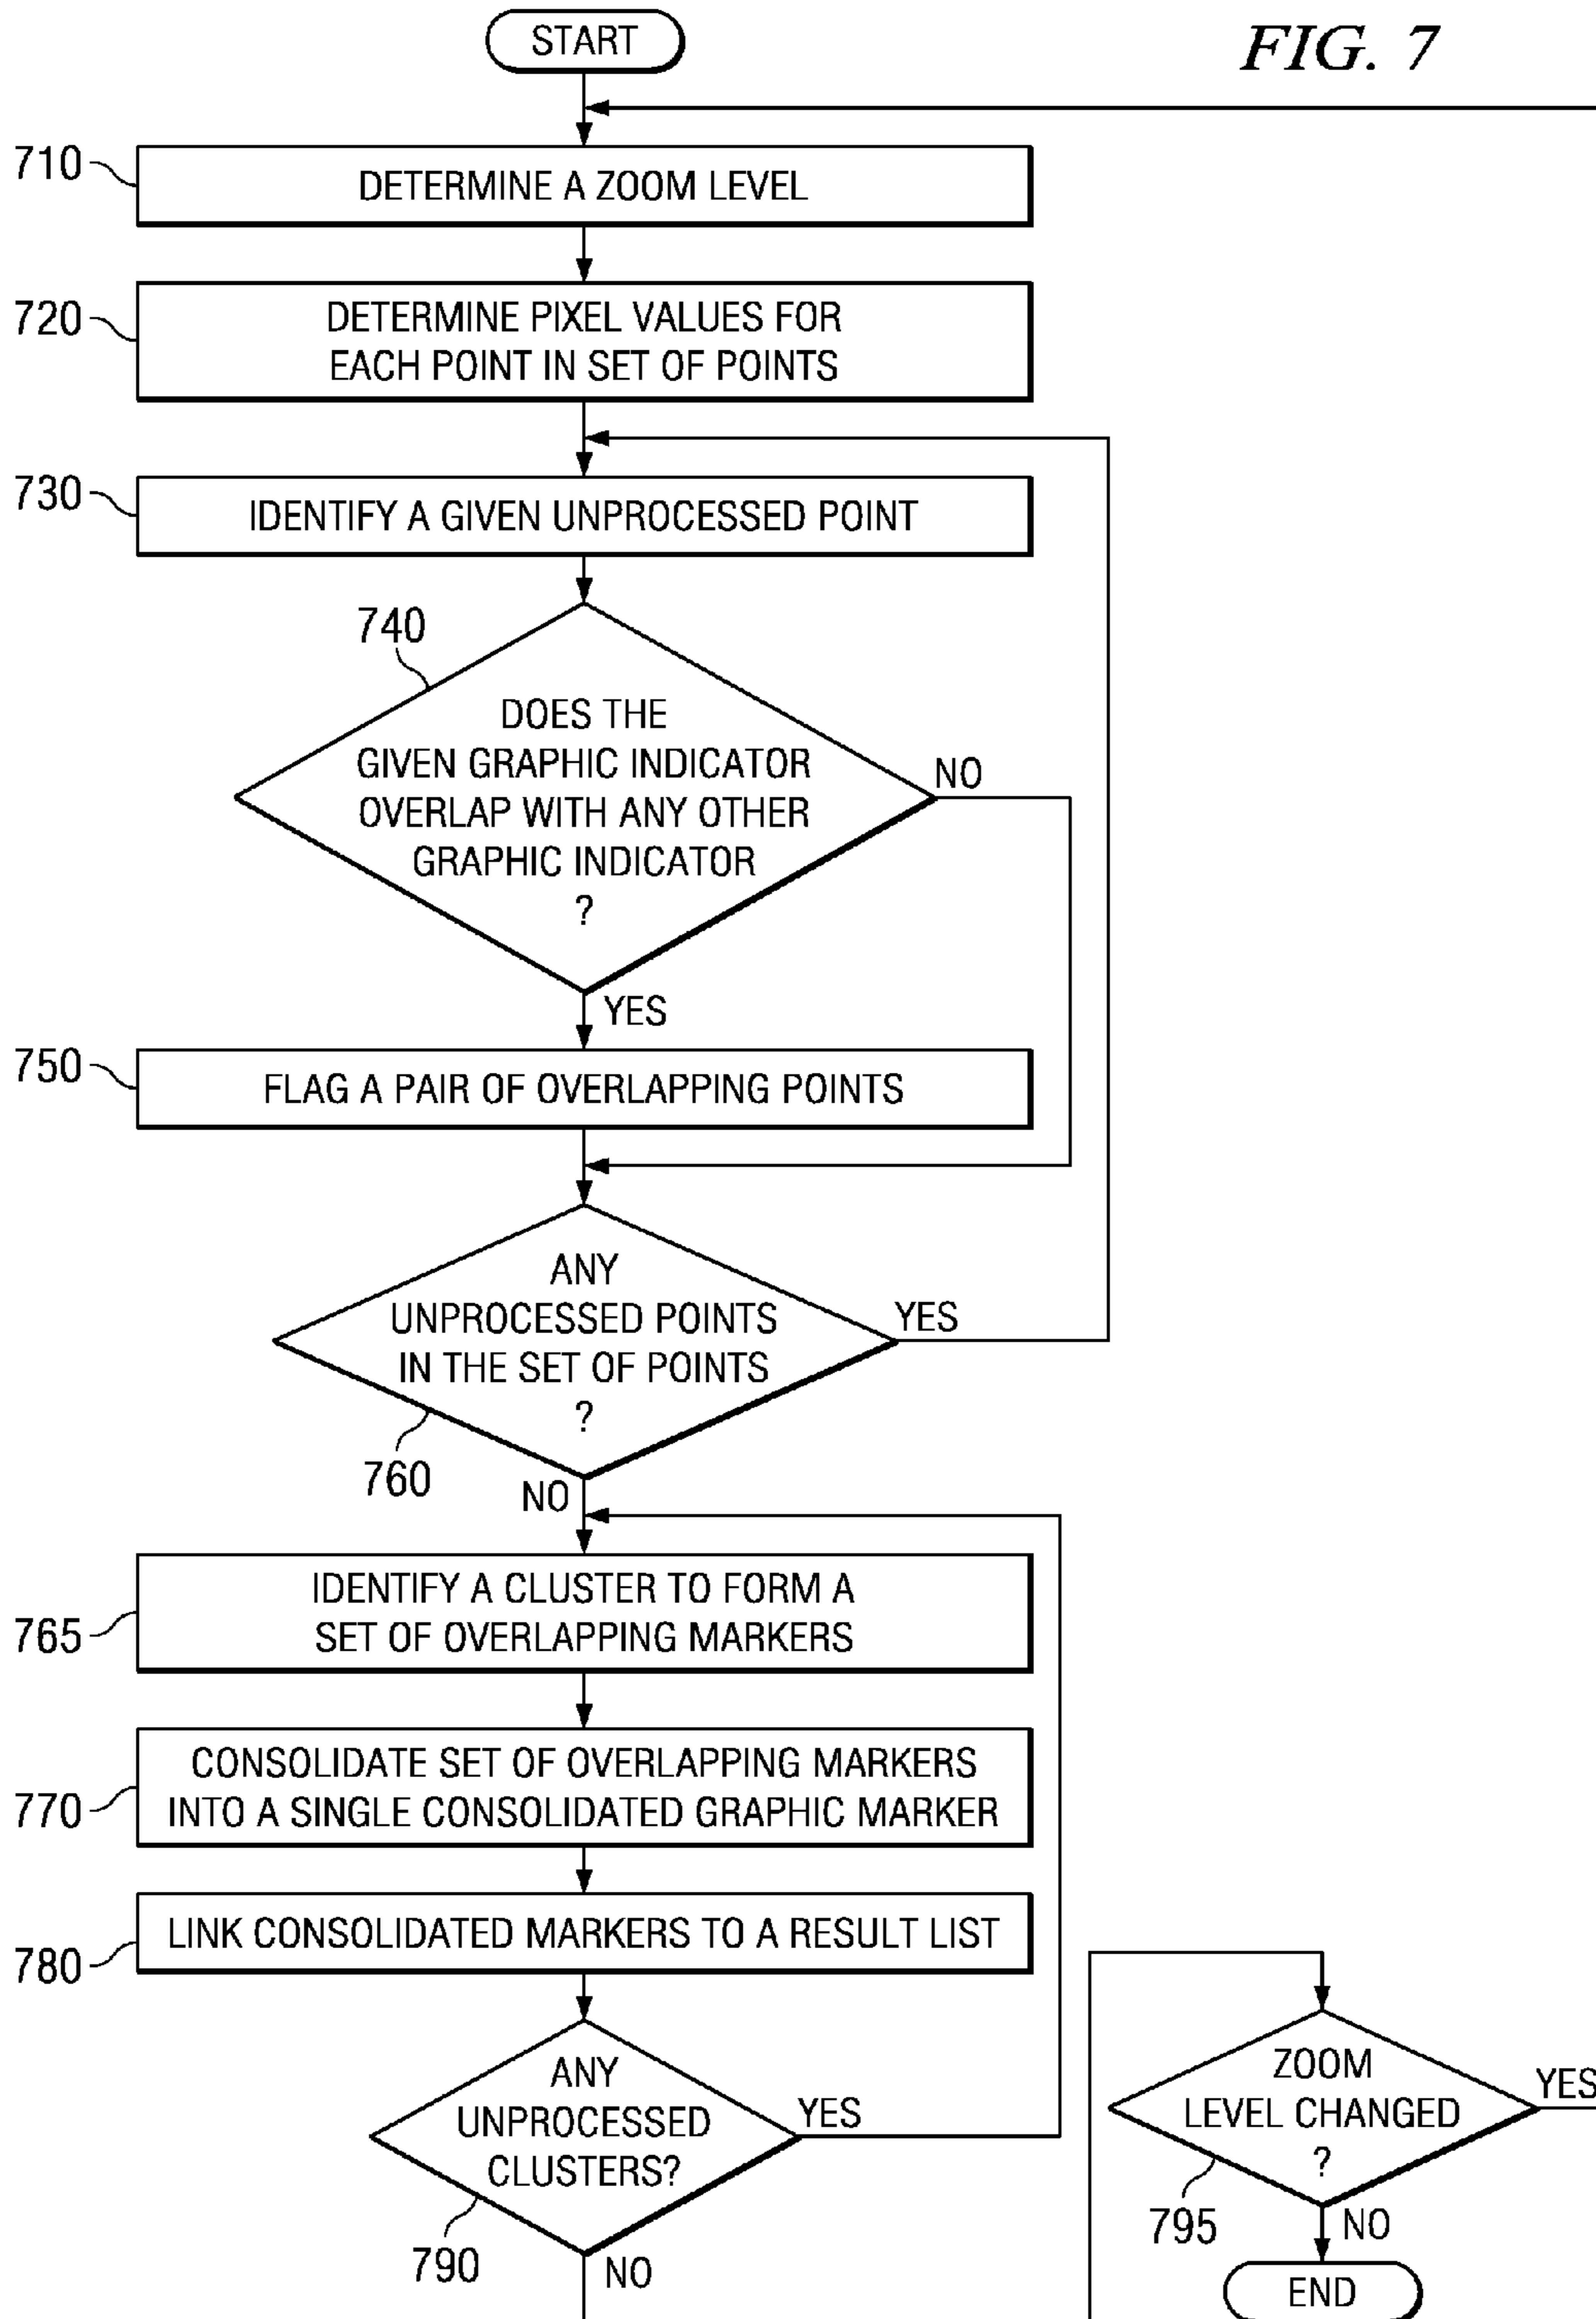 START
FIG. 7
710
DETERMINE A ZOOM LEVEL
720
DETERMINE PIXEL VALUES FOR
EACH POINT IN SET OF POINTS
730
IDENTIFY A GIVEN UNPROCESSED POINT
740
DOES THE
GIVEN GRAPHIC INDICATOR
OVERLAP WITH ANY OTHER
GRAPHIC INDICATOR
?
NO
YES
750
FLAG A PAIR OF OVERLAPPING POINTS
ANY
UNPROCESSED POINTS
IN THE SET OF POINTS
?
YES
760
NO
765
IDENTIFY A CLUSTER TO FORM A
SET OF OVERLAPPING MARKERS
770
CONSOLIDATE SET OF OVERLAPPING MARKERS
INTO A SINGLE CONSOLIDATED GRAPHIC MARKER
780
LINK CONSOLIDATED MARKERS TO A RESULT LIST
ANY
UNPROCESSED
CLUSTERS?
YES
790
NO
ZOOM
LEVEL CHANGED
?
YES
795
NO
END